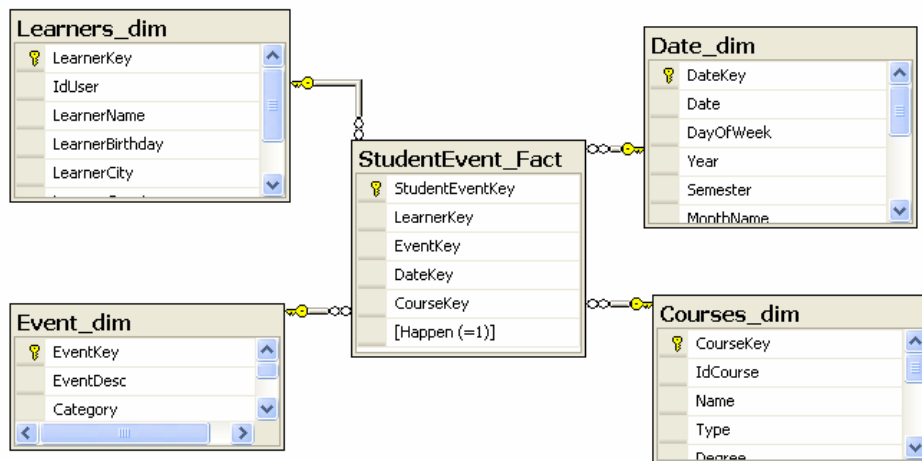 Learners_dim
LearnerKey
IdUser
LearnerName
LearnerBirthday
LearnerCity
Date_dim
DateKey
Date
DayOfWeek
Year
Semester
MonthName
StudentEvent_Fact
StudentEventKey
LearnerKey
EventKey
DateKey
CourseKey
[Happen (=1)]
Event_dim
EventKey
EventDesc
Category
Courses_dim
CourseKey
IdCourse
Name
Type
Degree